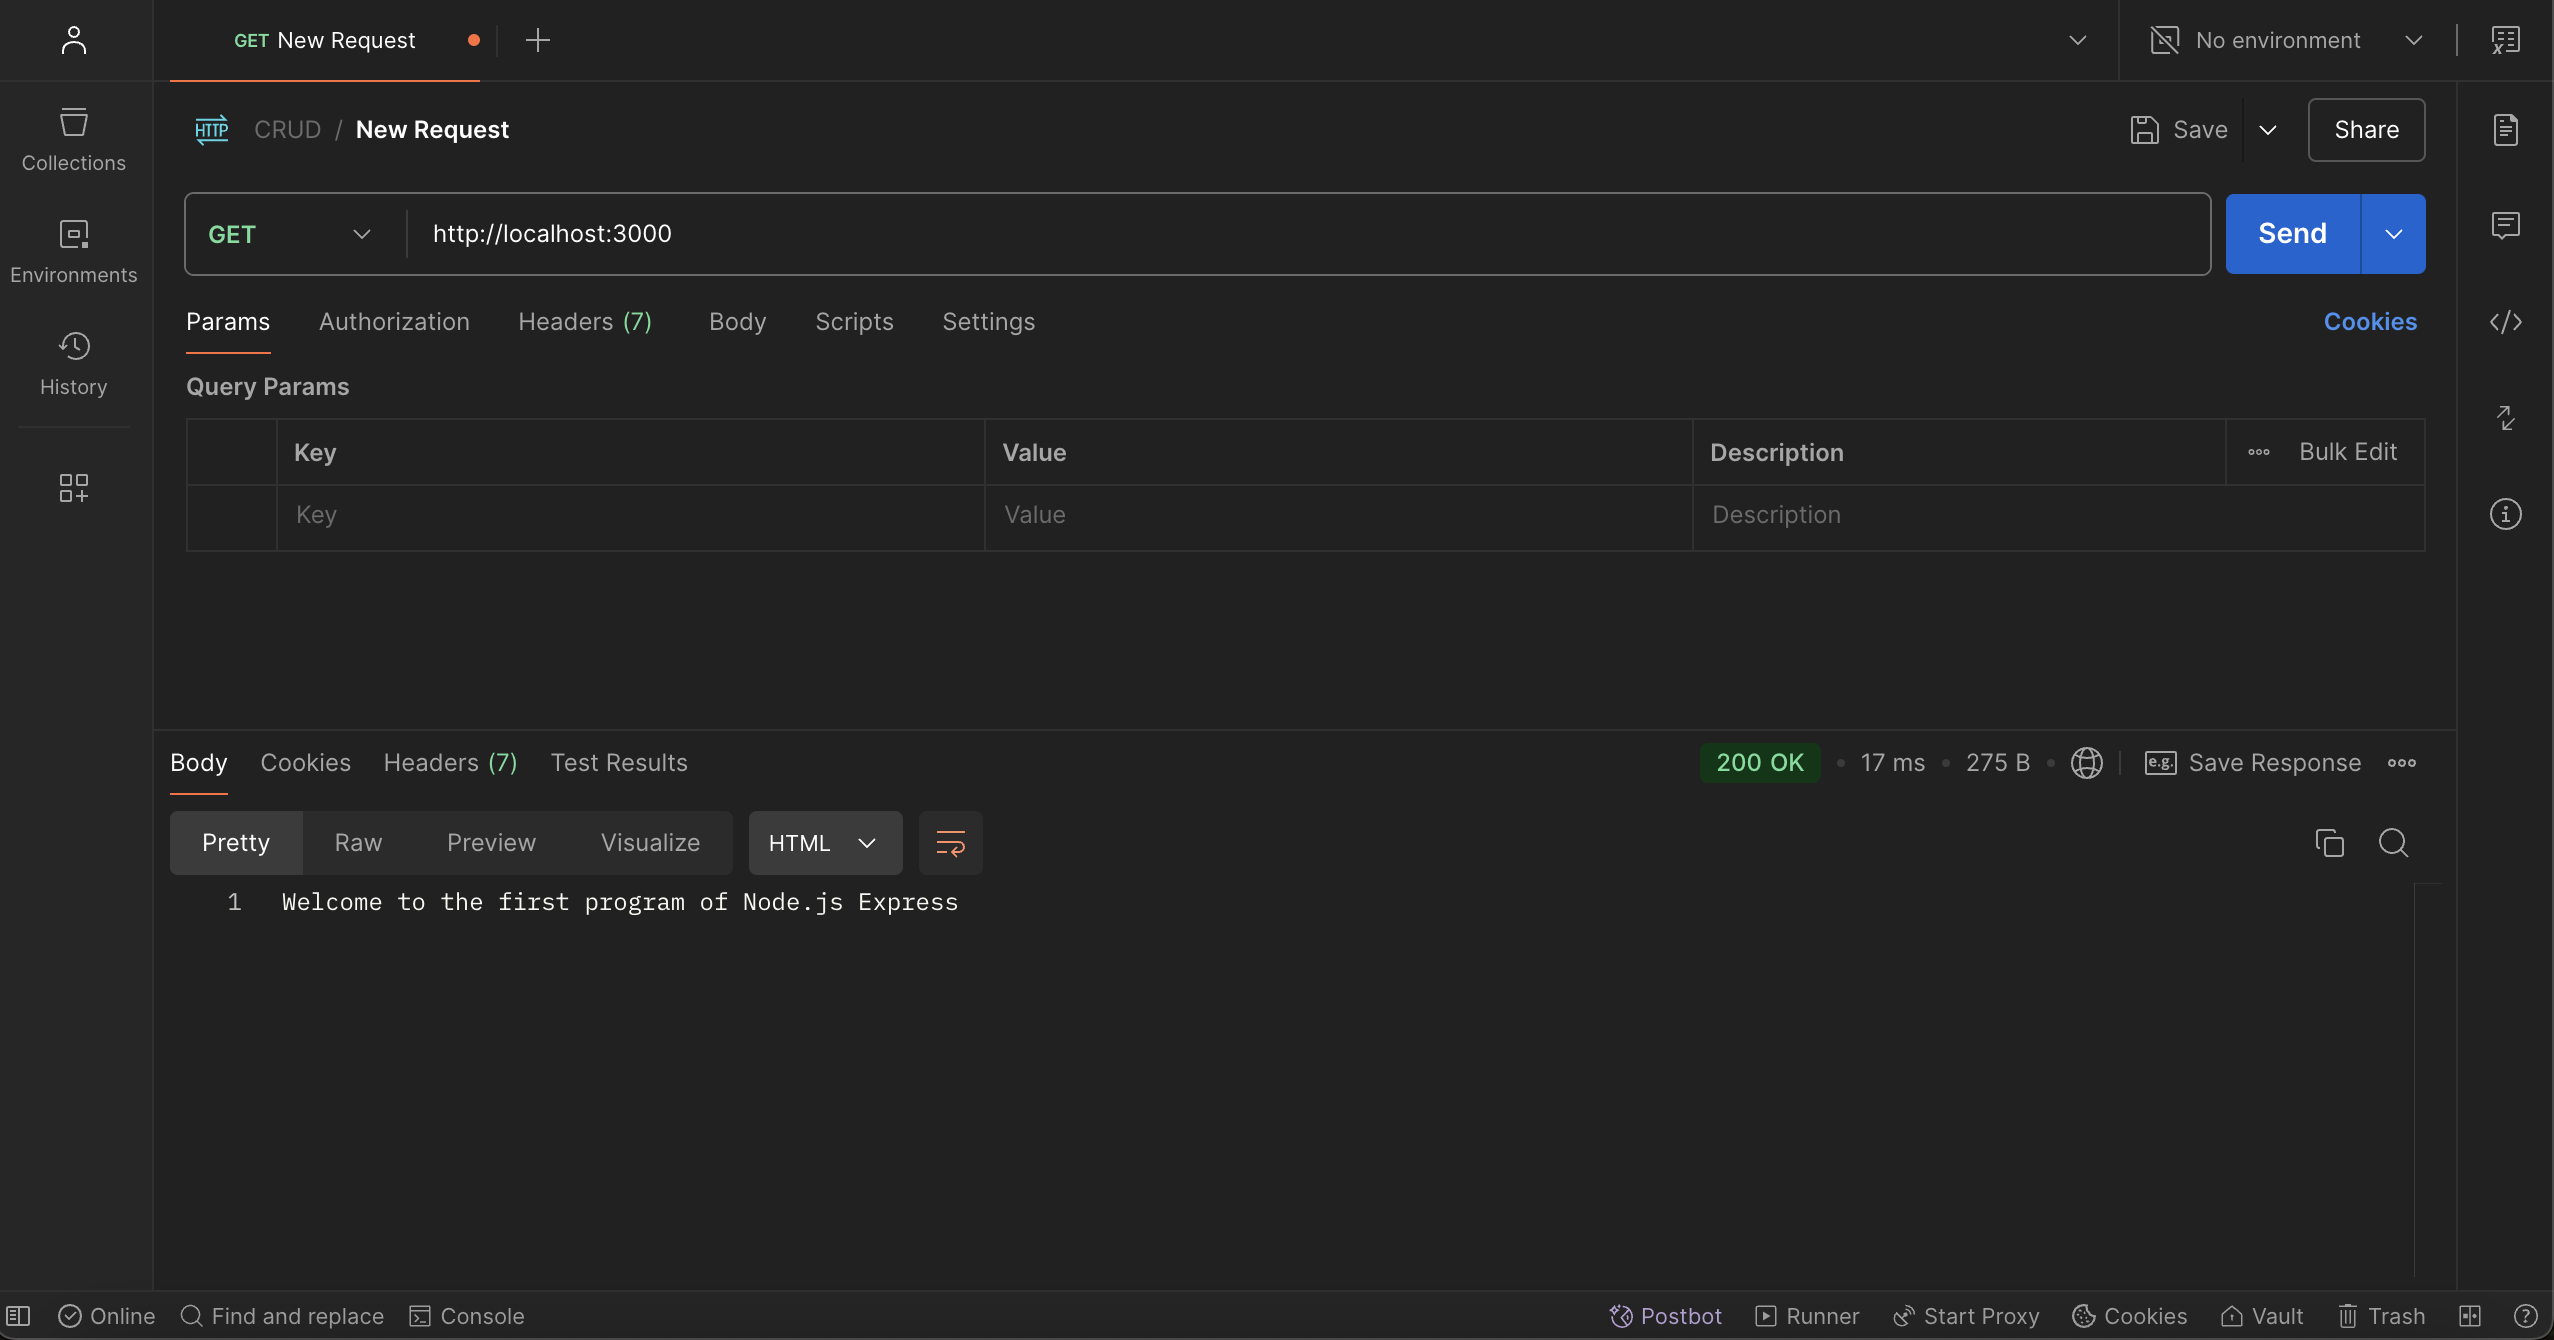 GET New Request
No environment
Collections
Environments
History
HTTP CRUD / New Request
Save
Share
GET http://localhost:3000
Send
Params Authorization Headers (7) Body Scripts Settings
Cookies
Query Params
Key Value Description Bulk Edit
Key Value Description
Body Cookies Headers (7) Test Results
200 OK • 17 ms • 275 B • e.g. Save Response
Pretty Raw Preview Visualize HTML
1 Welcome to the first program of Node.js Express
Online Find and replace Console
Postbot Runner Start Proxy Cookies Vault Trash